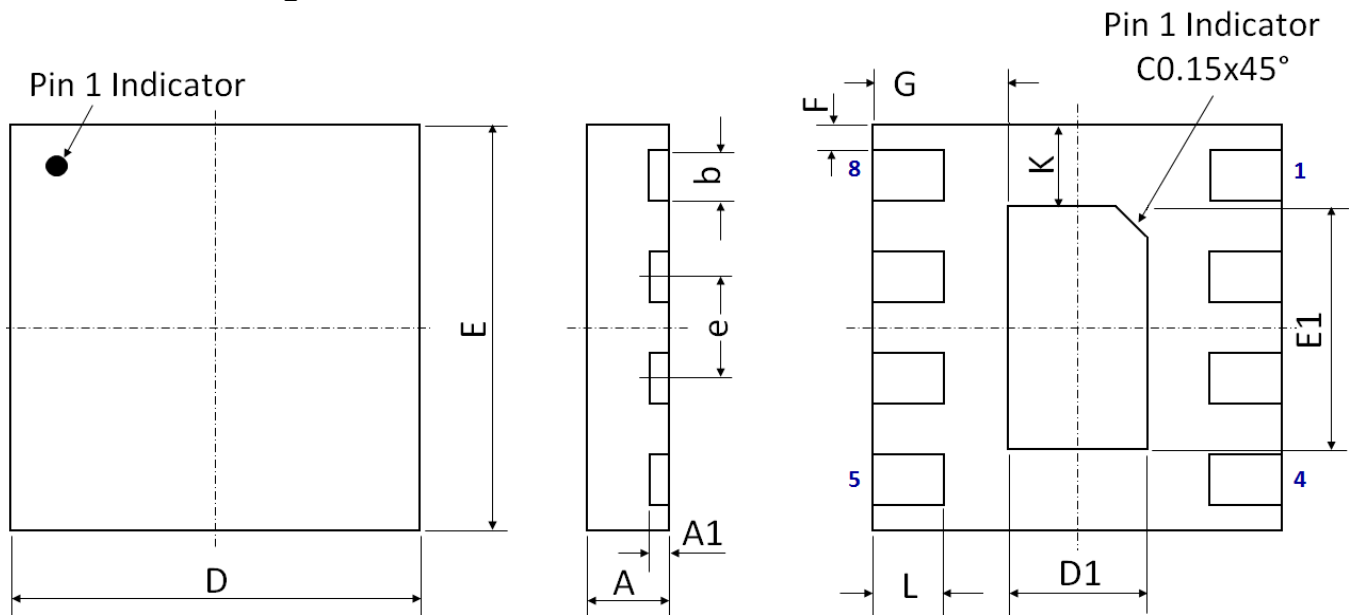 Pin 1 Indicator
Pin 1 Indicator
C0.15x45°
G
F
8
K
1
b
E
e
E1
5
4
A1
D
A
L
D1